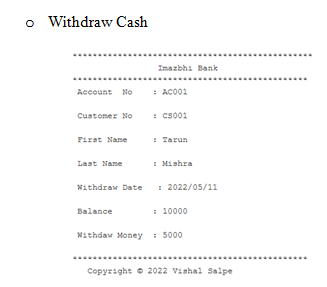 o Withdraw Cash
************************************************
Imazbhi Bank
***********************************************
Account No : AC001
Customer No : CS001
First Name : Tarun
Last Name : Mishra
Withdraw Date : 2022/05/11
Balance : 10000
Withdaw Money : 5000
***********************************************
Copyright © 2022 Vishal Salpe